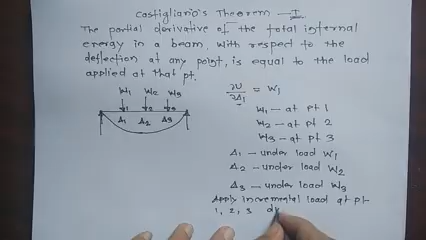 Castigliano's Theorem — I
The partial derivative of the total internal
energy in a beam, with respect to the
deflection at any point, is equal to the load
applied at that pt.
∂U/∂Δ1 = W1
W1 W2 W3
1 2 3
Δ1 Δ2 Δ3
W1 — at pt 1
W2 — at pt 2
W3 — at pt 3
Δ1 — under load W1
Δ2 — under load W2
Δ3 — under load W3
Apply incremental load at pt
1, 2, 3